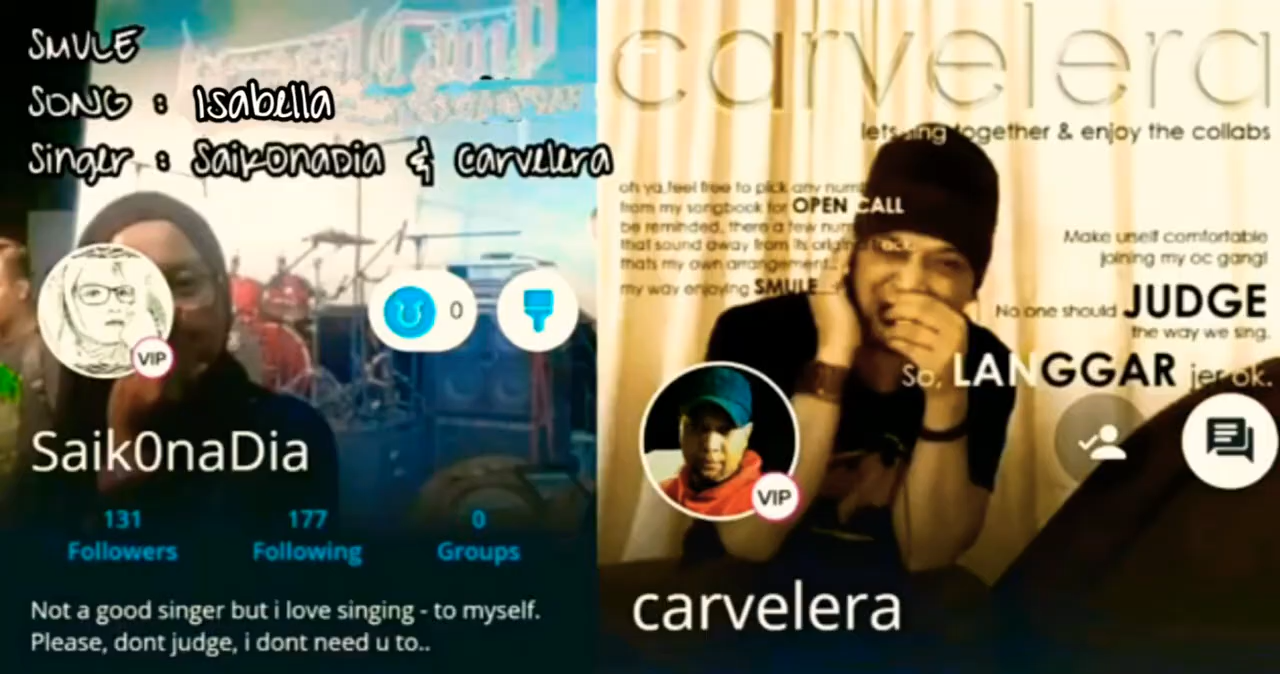 SMULE
SONG : Isabella
Singer : Saik0naDia & carvelera
VIP
0
Saik0naDia
131
Followers
177
Following
0
Groups
Not a good singer but i love singing - to myself.
Please, dont judge, i dont need u to..
carvelera
lets sing together & enjoy the collabs
oh ya,feel free to pick any num
from my songbook for OPEN CALL
be reminded, there a few num
that sound away from its original track.
thats my own arrangement..
my way enjoying SMULE..
Make urself comfortable
joining my oc gang!
No one should JUDGE
the way we sing.
So, LANGGAR jer ok.
VIP
carvelera